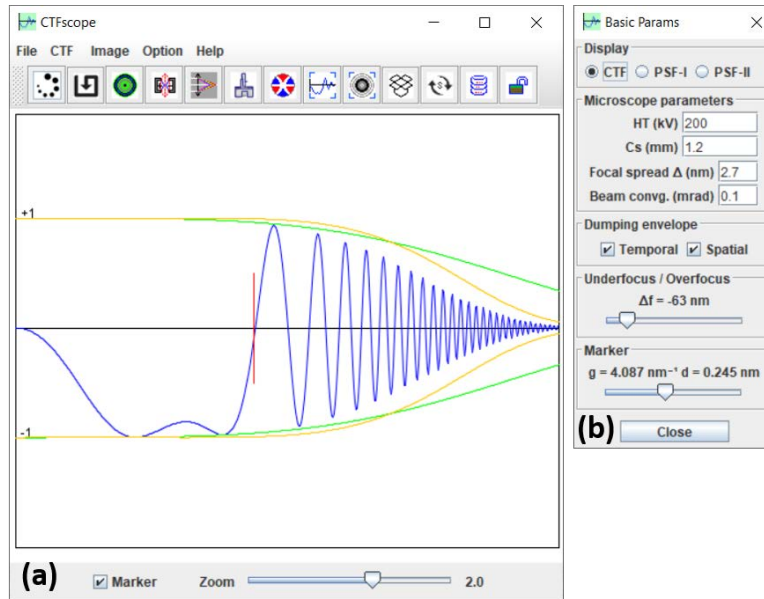 CTFscope
File CTF Image Option Help
+1
-1
(a)
Marker Zoom 2.0
Basic Params
Display
CTF PSF-I PSF-II
Microscope parameters
HT (kV) 200
Cs (mm) 1.2
Focal spread Δ (nm) 2.7
Beam convg. (mrad) 0.1
Dumping envelope
Temporal Spatial
Underfocus / Overfocus
Δf = -63 nm
Marker
g = 4.087 nm⁻¹ d = 0.245 nm
(b) Close